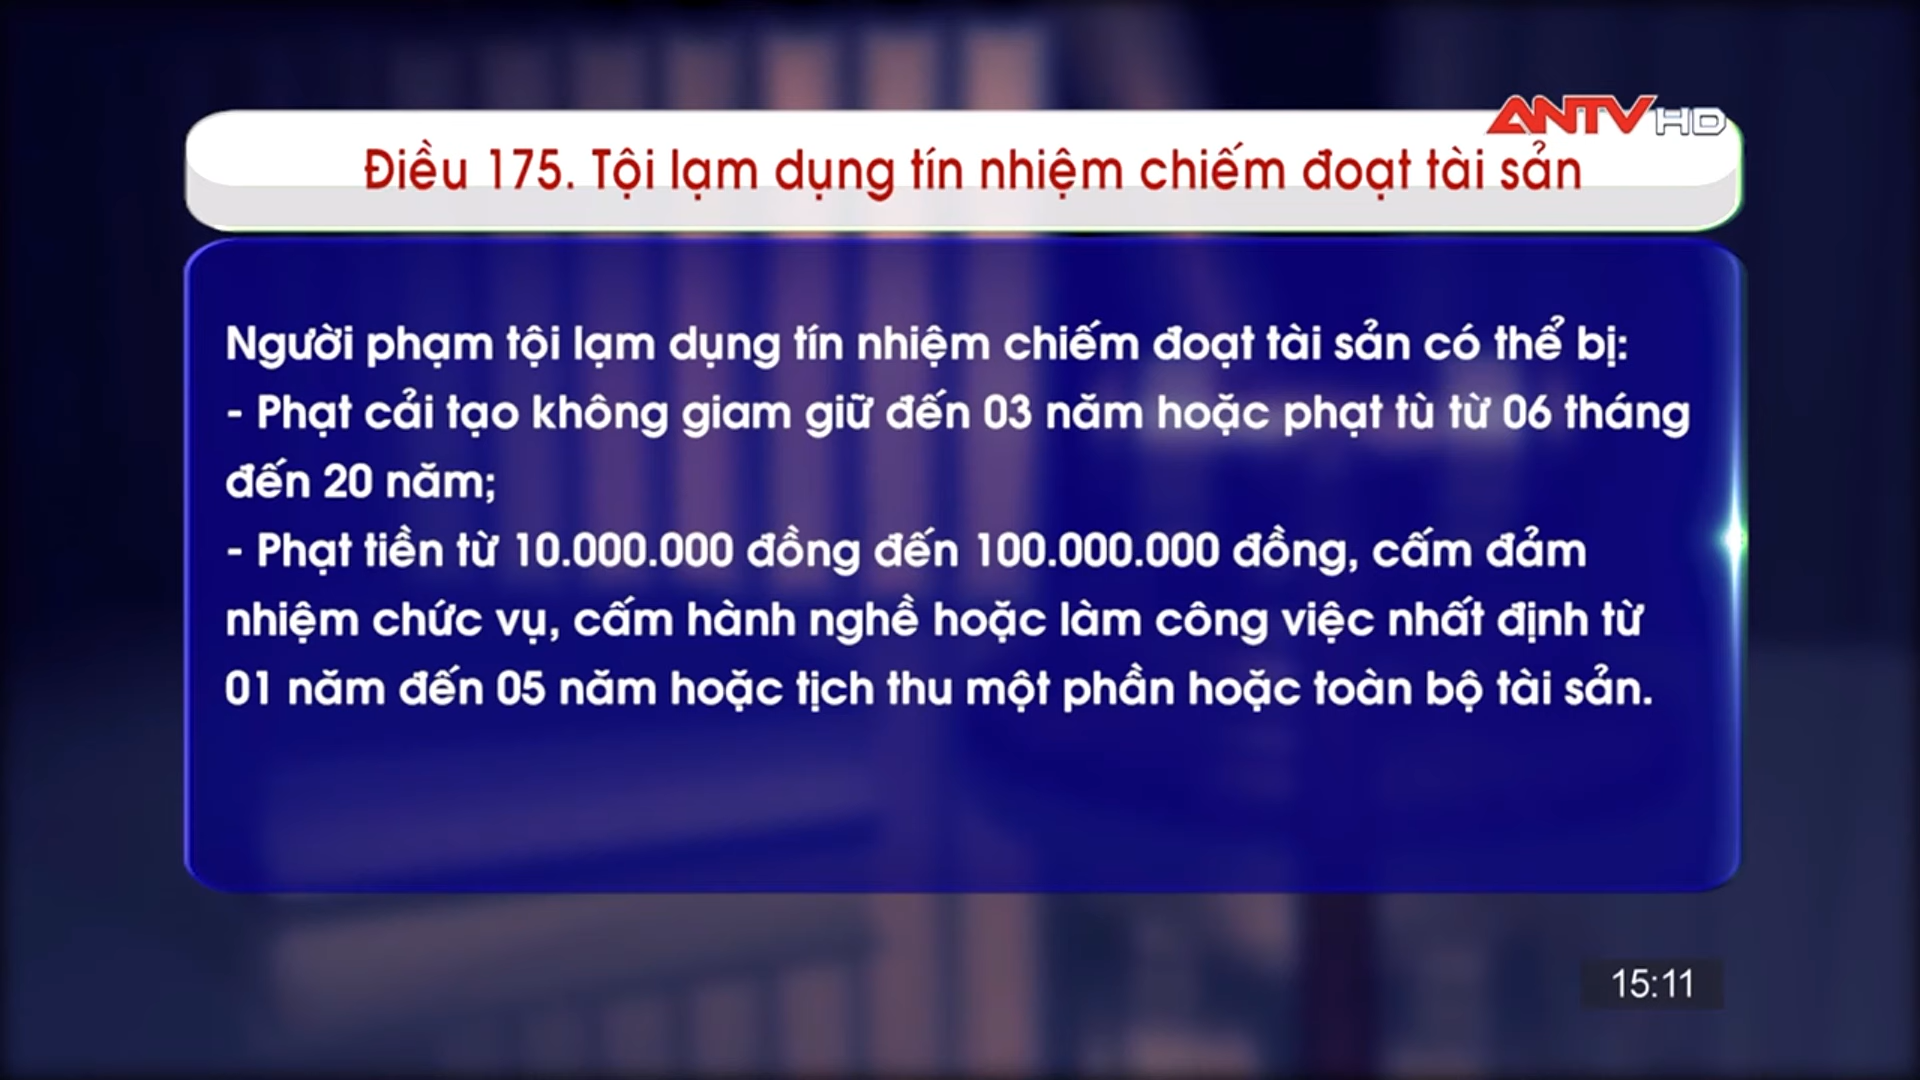 ANTV HD
Điều 175. Tội lạm dụng tín nhiệm chiếm đoạt tài sản
Người phạm tội lạm dụng tín nhiệm chiếm đoạt tài sản có thể bị:
- Phạt cải tạo không giam giữ đến 03 năm hoặc phạt tù từ 06 tháng
đến 20 năm;
- Phạt tiền từ 10.000.000 đồng đến 100.000.000 đồng, cấm đảm
nhiệm chức vụ, cấm hành nghề hoặc làm công việc nhất định từ
01 năm đến 05 năm hoặc tịch thu một phần hoặc toàn bộ tài sản.
15:11